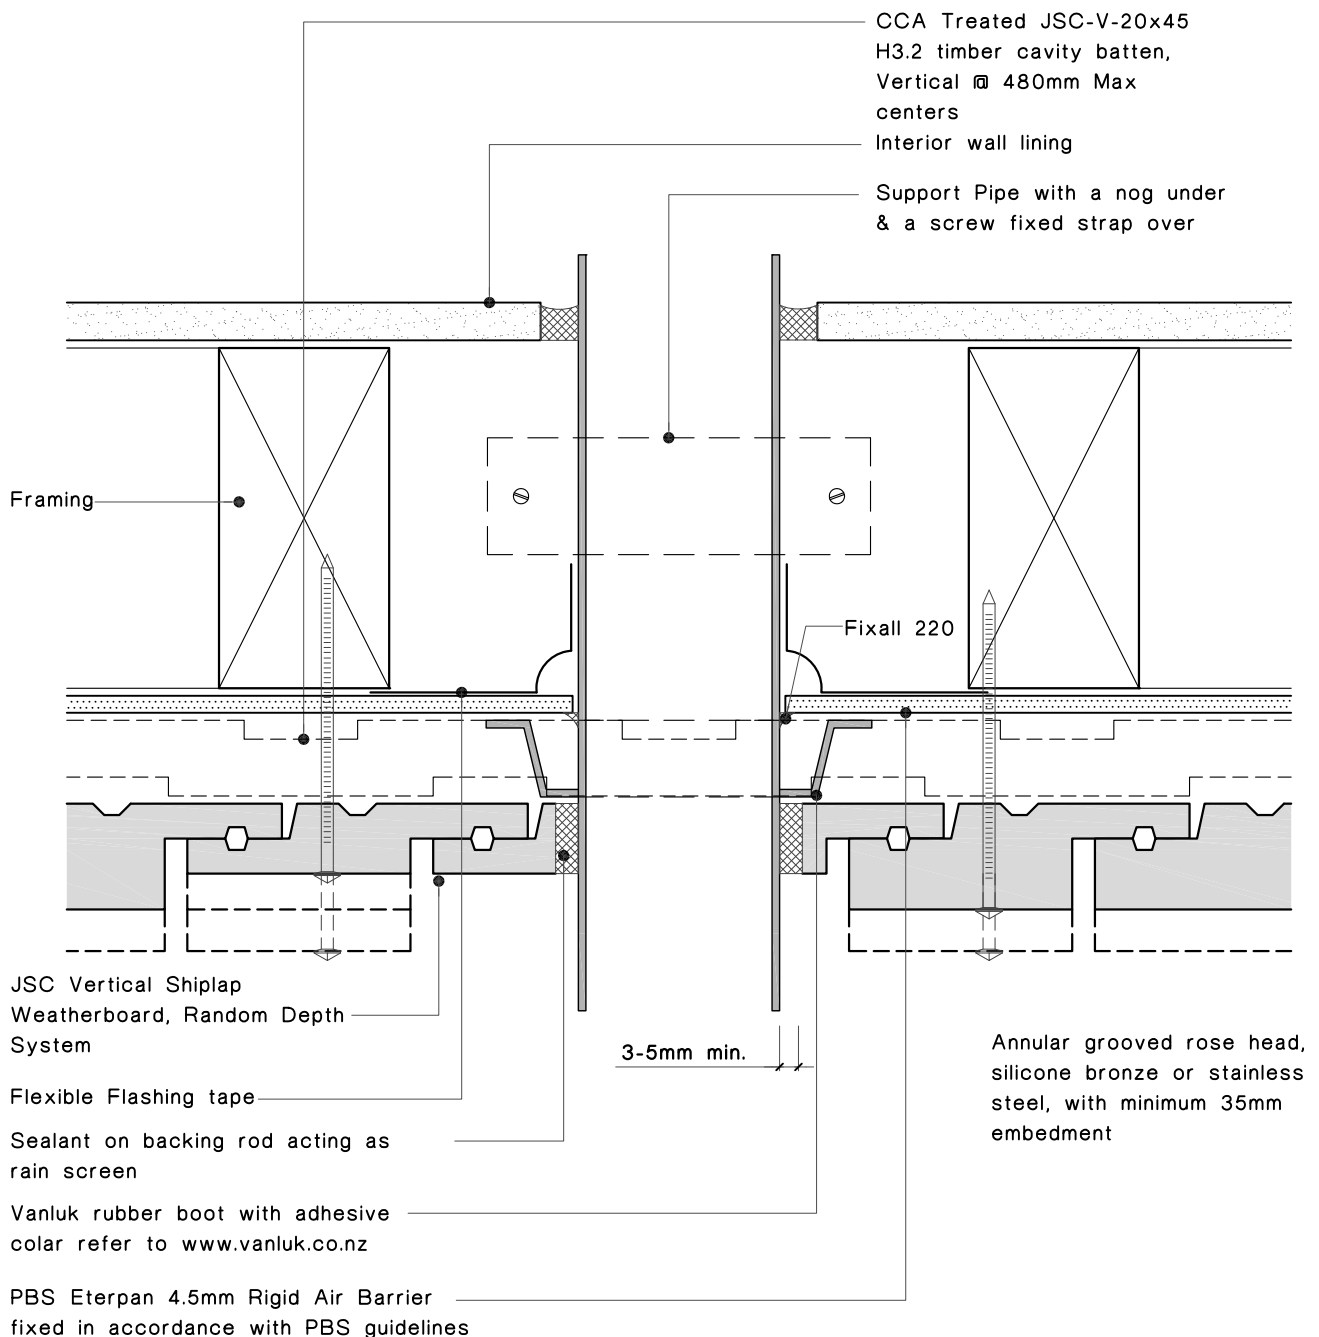 CCA Treated JSC-V-20x45
H3.2 timber cavity batten,
Vertical @ 480mm Max
centers
Interior wall lining
Support Pipe with a nog under
& a screw fixed strap over
Framing
Fixall 220
JSC Vertical Shiplap
Weatherboard, Random Depth
System
3-5mm min.
Annular grooved rose head,
silicone bronze or stainless
steel, with minimum 35mm
embedment
Flexible Flashing tape
Sealant on backing rod acting as
rain screen
Vanluk rubber boot with adhesive
colar refer to www.vanluk.co.nz
PBS Eterpan 4.5mm Rigid Air Barrier
fixed in accordance with PBS guidelines